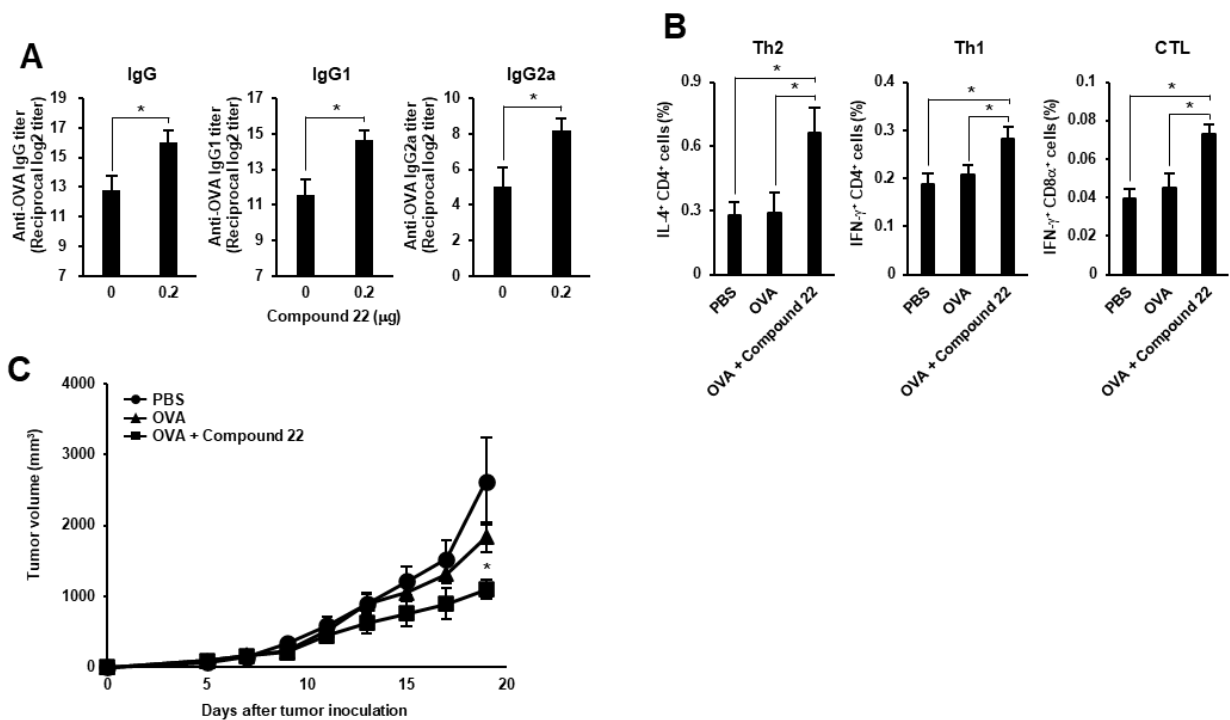 A
IgG
Anti-OVA IgG titer
(Reciprocal log2 titer)
19
17
15
13
11
9
7
*
0
0.2
IgG1
Anti-OVA IgG1 titer
(Reciprocal log2 titer)
17
15
13
11
9
7
*
0
0.2
IgG2a
Anti-OVA IgG2a titer
(Reciprocal log2 titer)
10
8
6
4
2
0
*
0
0.2
Compound 22 (μg)
B
Th2
IL-4⁺ CD4⁺ cells (%)
0.9
0.6
0.3
0
*
*
PBS
OVA
OVA + Compound 22
Th1
IFN-γ⁺ CD4⁺ cells (%)
0.4
0.3
0.2
0.1
0
*
*
PBS
OVA
OVA + Compound 22
CTL
IFN-γ⁺ CD8α⁺ cells (%)
0.1
0.08
0.06
0.04
0.02
0
*
*
PBS
OVA
OVA + Compound 22
C
Tumor volume (mm³)
4000
3000
2000
1000
0
PBS
OVA
OVA + Compound 22
*
0
5
10
15
20
Days after tumor inoculation